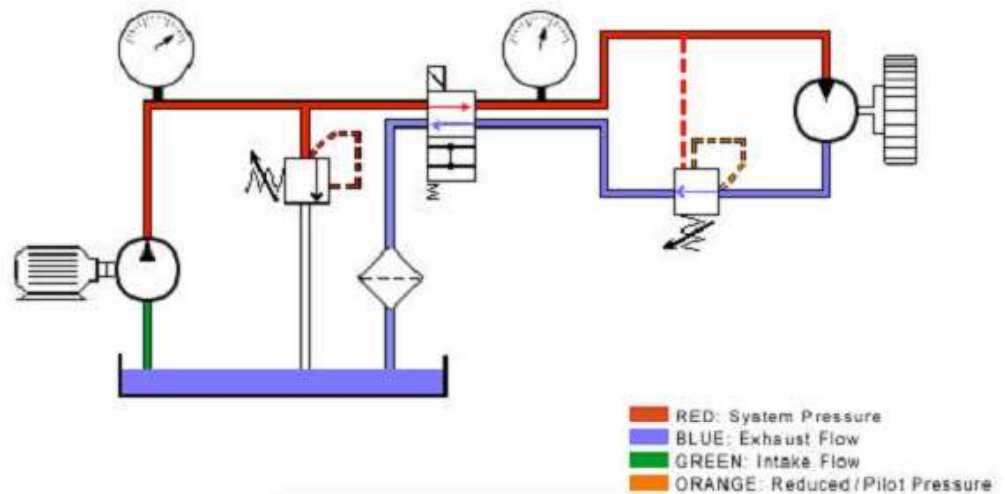 RED: System Pressure
BLUE: Exhaust Flow
GREEN: Intake Flow
ORANGE: Reduced/Pilot Pressure